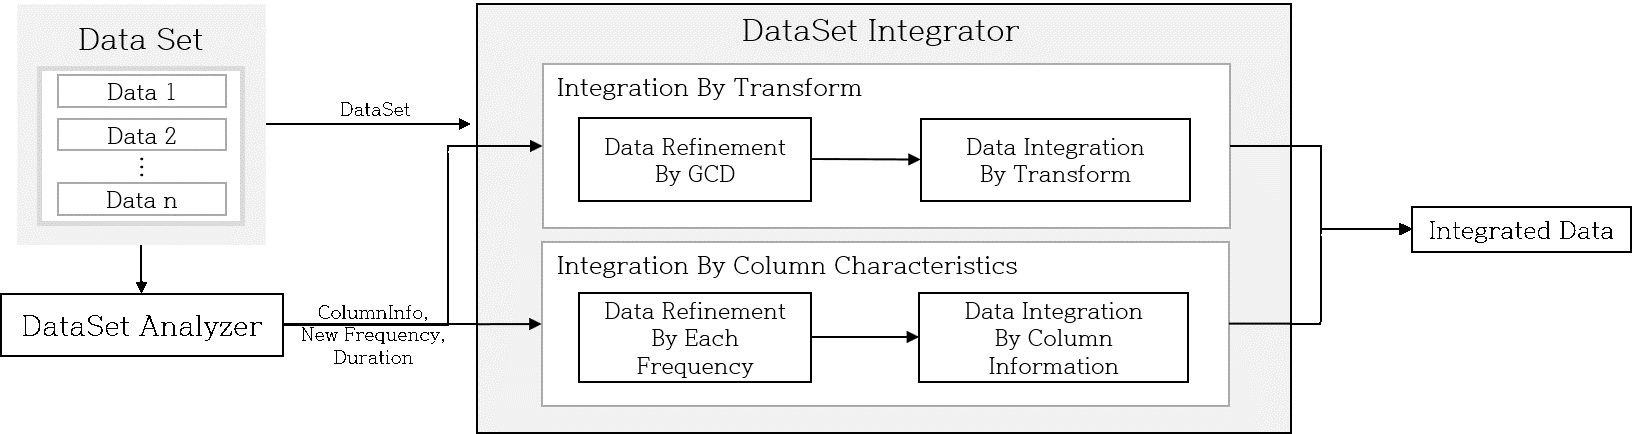 Data Set
Data 1
Data 2
⋮
Data n
DataSet Analyzer
DataSet
ColumnInfo,
New Frequency,
Duration
DataSet Integrator
Integration By Transform
Data Refinement
By GCD
Data Integration
By Transform
Integration By Column Characteristics
Data Refinement
By Each
Frequency
Data Integration
By Column
Information
Integrated Data